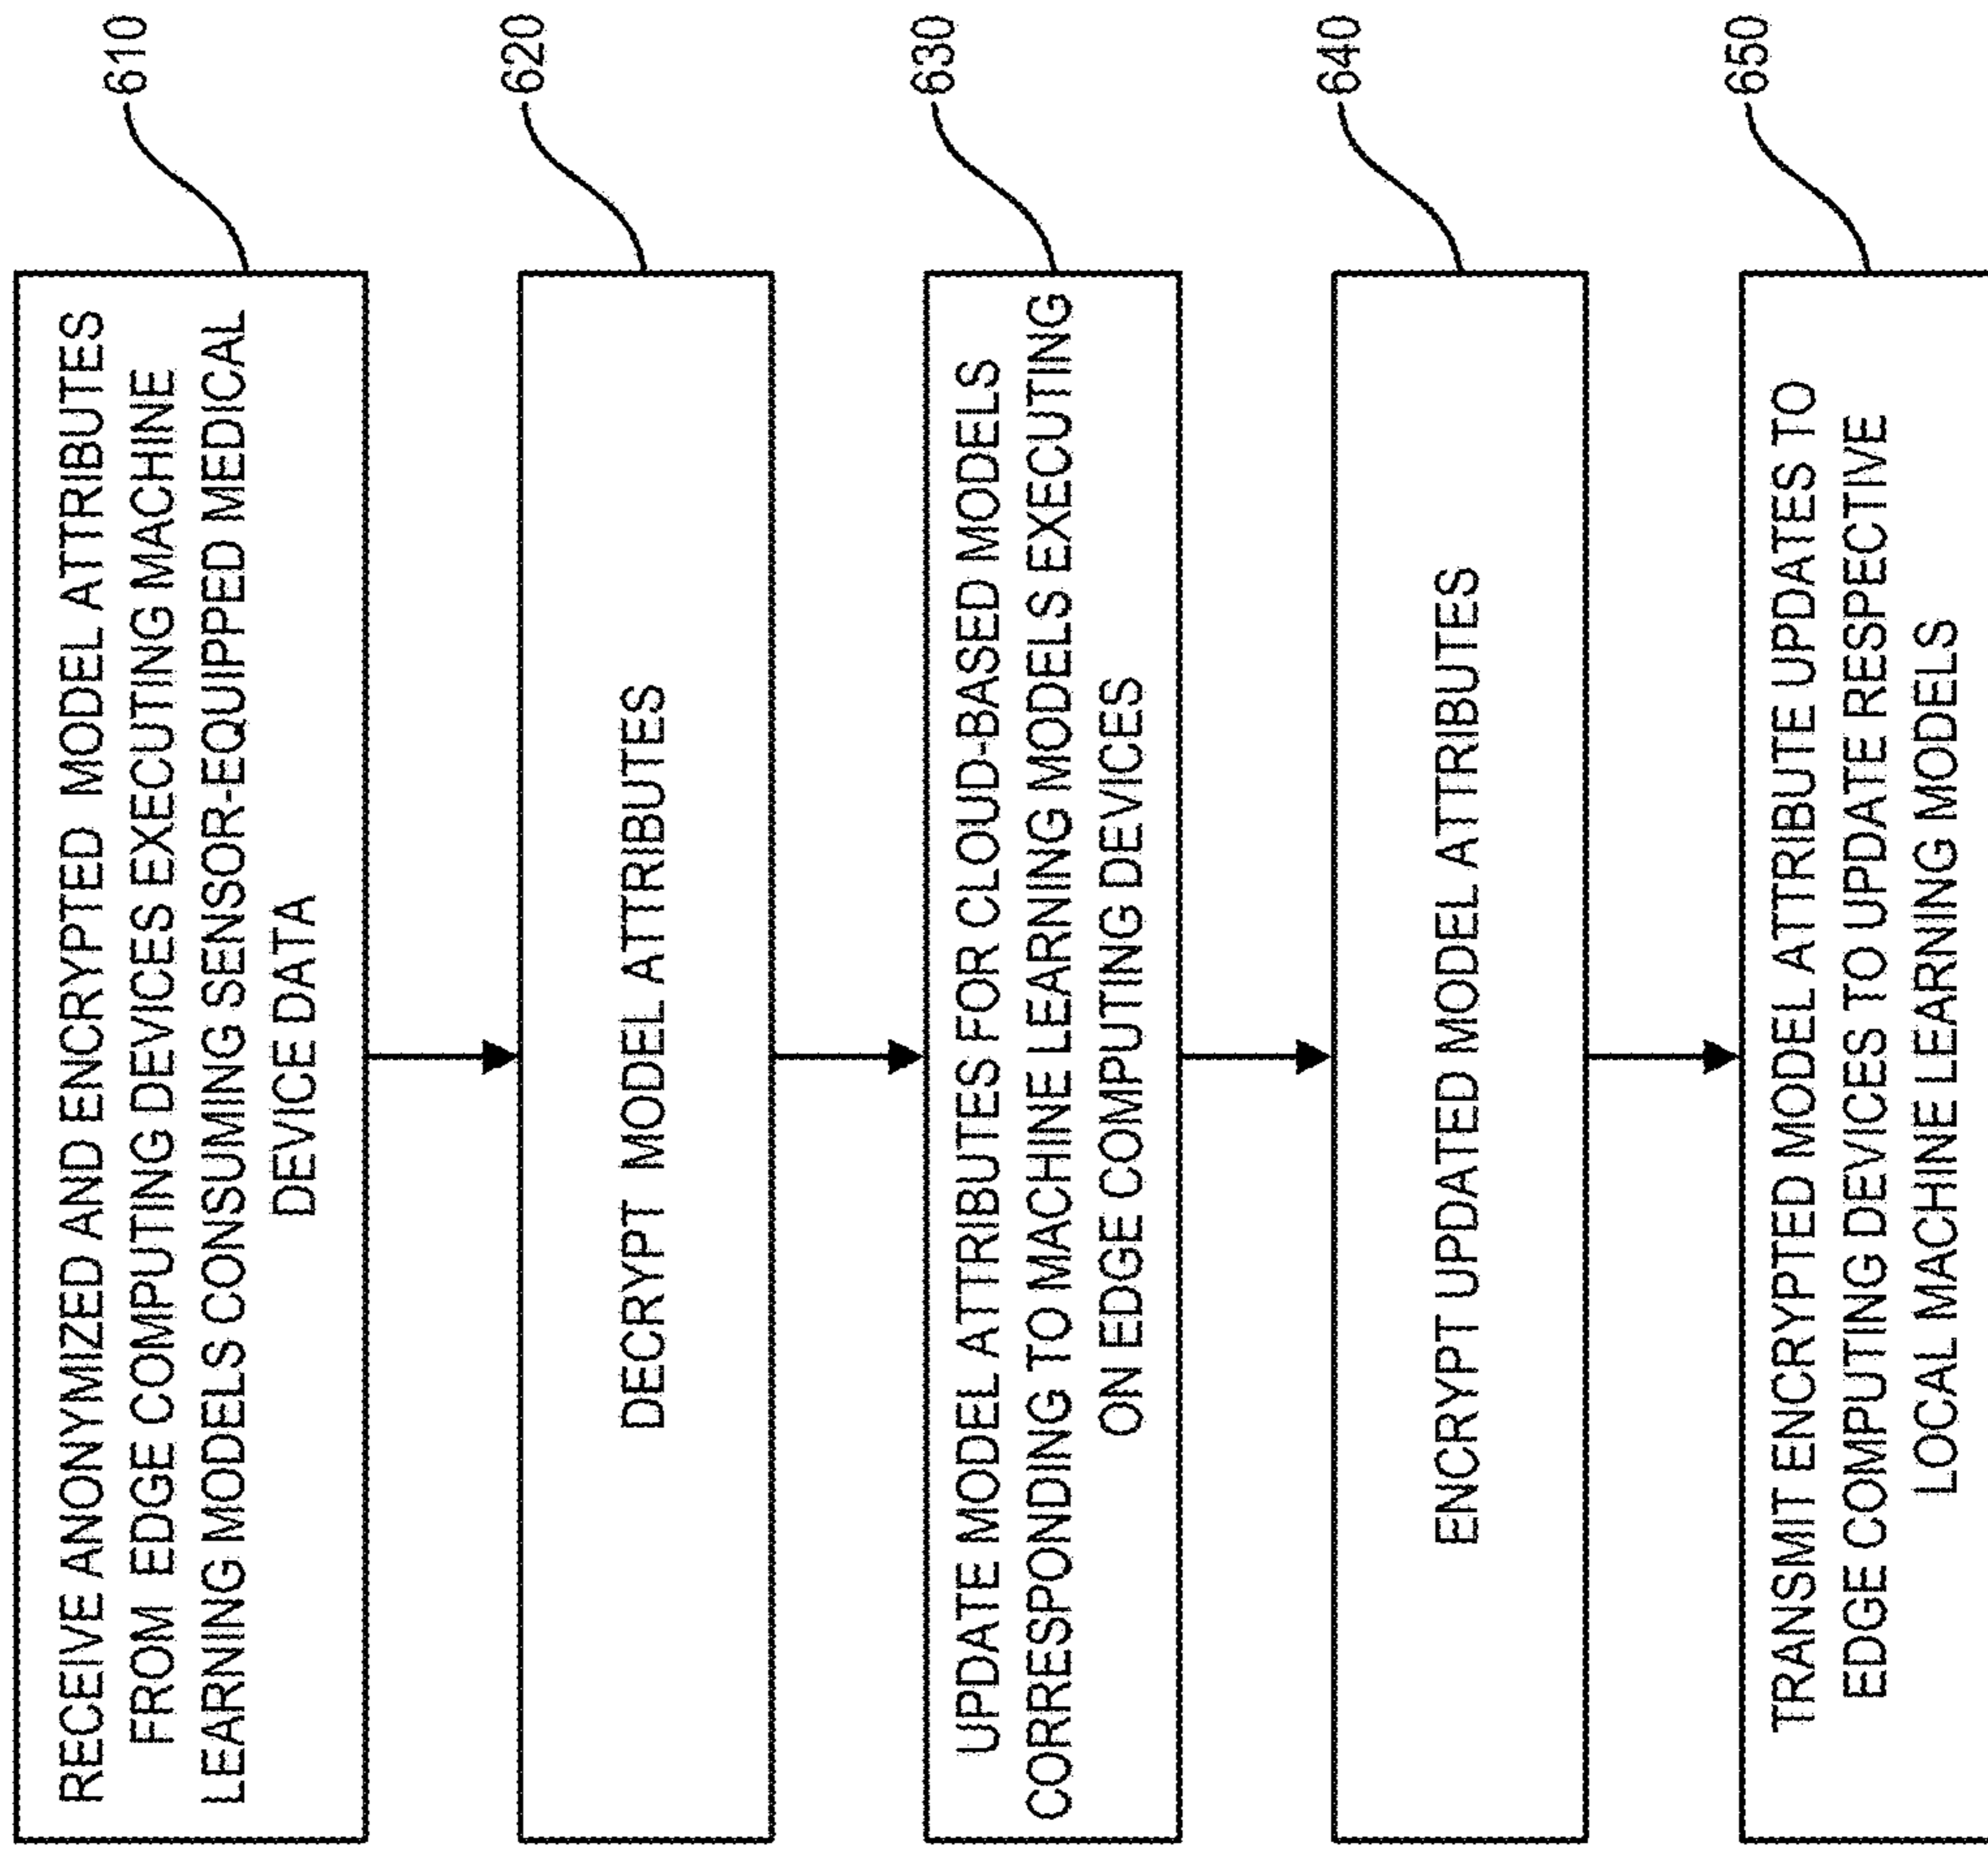 RECEIVE ANONYMIZED AND ENCRYPTED MODEL ATTRIBUTES
FROM EDGE COMPUTING DEVICES EXECUTING MACHINE
LEARNING MODELS CONSUMING SENSOR-EQUIPPED MEDICAL
DEVICE DATA
610
DECRYPT MODEL ATTRIBUTES
620
UPDATE MODEL ATTRIBUTES FOR CLOUD-BASED MODELS
CORRESPONDING TO MACHINE LEARNING MODELS EXECUTING
ON EDGE COMPUTING DEVICES
630
ENCRYPT UPDATED MODEL ATTRIBUTES
640
TRANSMIT ENCRYPTED MODEL ATTRIBUTE UPDATES TO
EDGE COMPUTING DEVICES TO UPDATE RESPECTIVE
LOCAL MACHINE LEARNING MODELS
650